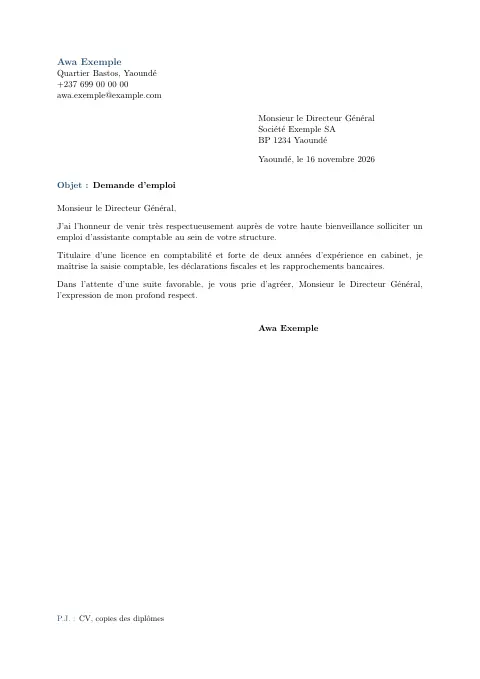 Awa Exemple
Quartier Bastos, Yaoundé
+237 699 00 00 00
awa.exemple@example.com
Monsieur le Directeur Général
Société Exemple SA
BP 1234 Yaoundé
Yaoundé, le 16 novembre 2026
Objet : Demande d'emploi
Monsieur le Directeur Général,
J'ai l'honneur de venir très respectueusement auprès de votre haute bienveillance solliciter un
emploi d'assistante comptable au sein de votre structure.
Titulaire d'une licence en comptabilité et forte de deux années d'expérience en cabinet, je
maîtrise la saisie comptable, les déclarations fiscales et les rapprochements bancaires.
Dans l'attente d'une suite favorable, je vous prie d'agréer, Monsieur le Directeur Général,
l'expression de mon profond respect.
Awa Exemple
P.J. : CV, copies des diplômes